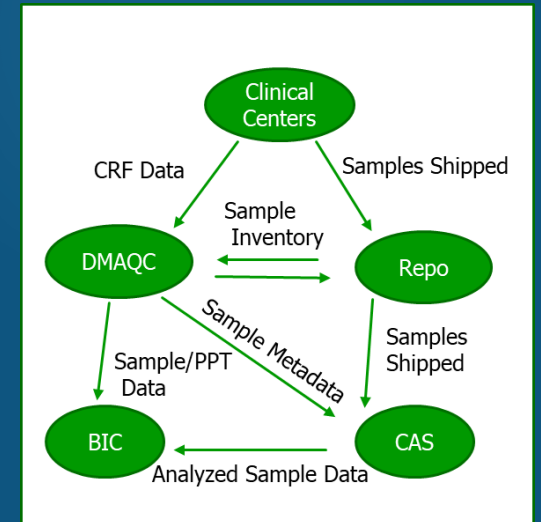 Clinical
Centers
CRF Data
Samples Shipped
Sample
Inventory
DMAQC
Repo
Sample Metadata
Samples
Shipped
Sample/PPT
Data
BIC
CAS
Analyzed Sample Data